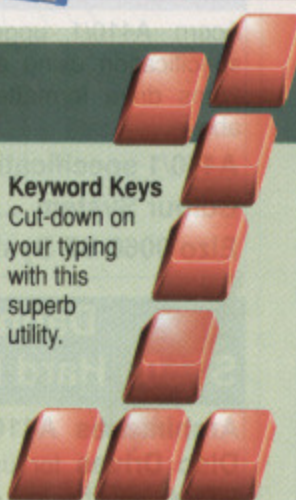 Keyword Keys
Cut-down on
your typing
with this
superb
utility.